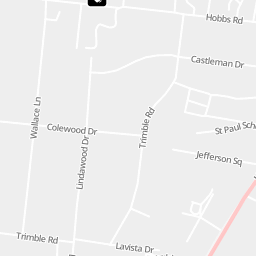 Hobbs Rd
Castleman Dr
Wallace Ln
Trimble Rd
Colewood Dr
St Paul
Lindawood Dr
Jefferson Sq
Trimble Rd
Lavista Dr